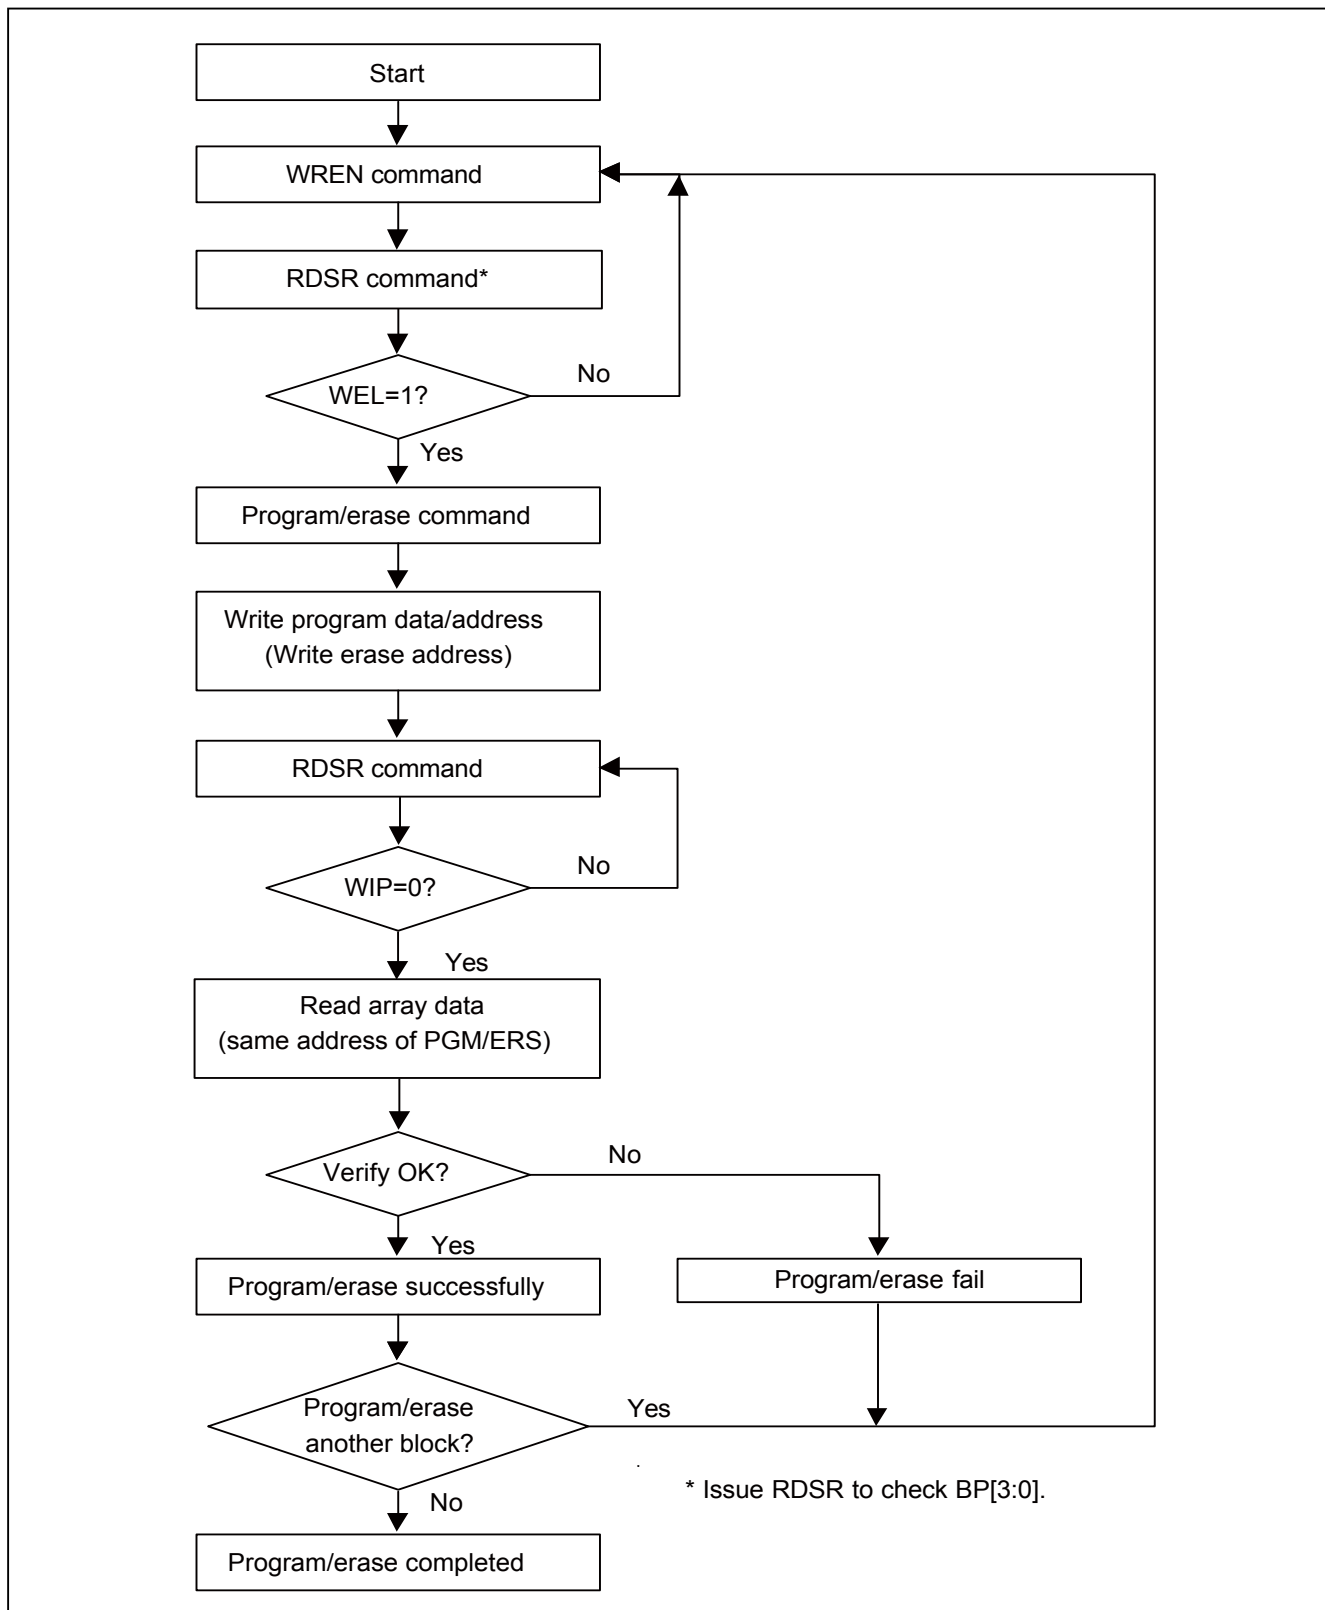 Start
WREN command
RDSR command*
WEL=1?
No
Yes
Program/erase command
Write program data/address
(Write erase address)
RDSR command
WIP=0?
No
Yes
Read array data
(same address of PGM/ERS)
Verify OK?
No
Yes
Program/erase successfully
Program/erase fail
Program/erase
another block?
Yes
* Issue RDSR to check BP[3:0].
No
Program/erase completed